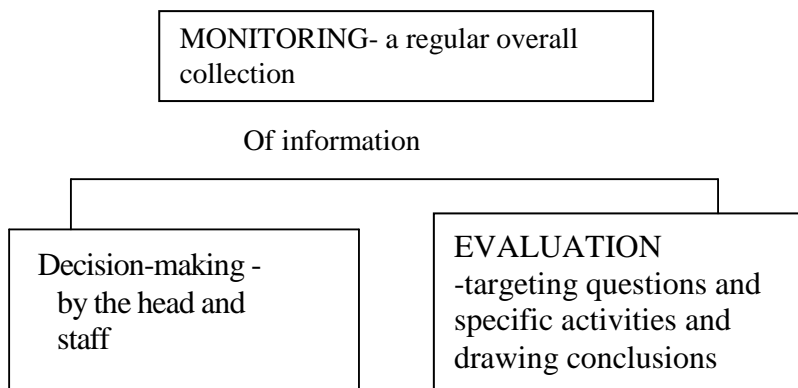 MONITORING- a regular overall
collection
Of information
Decision-making -
by the head and
staff
EVALUATION
-targeting questions and
specific activities and
drawing conclusions